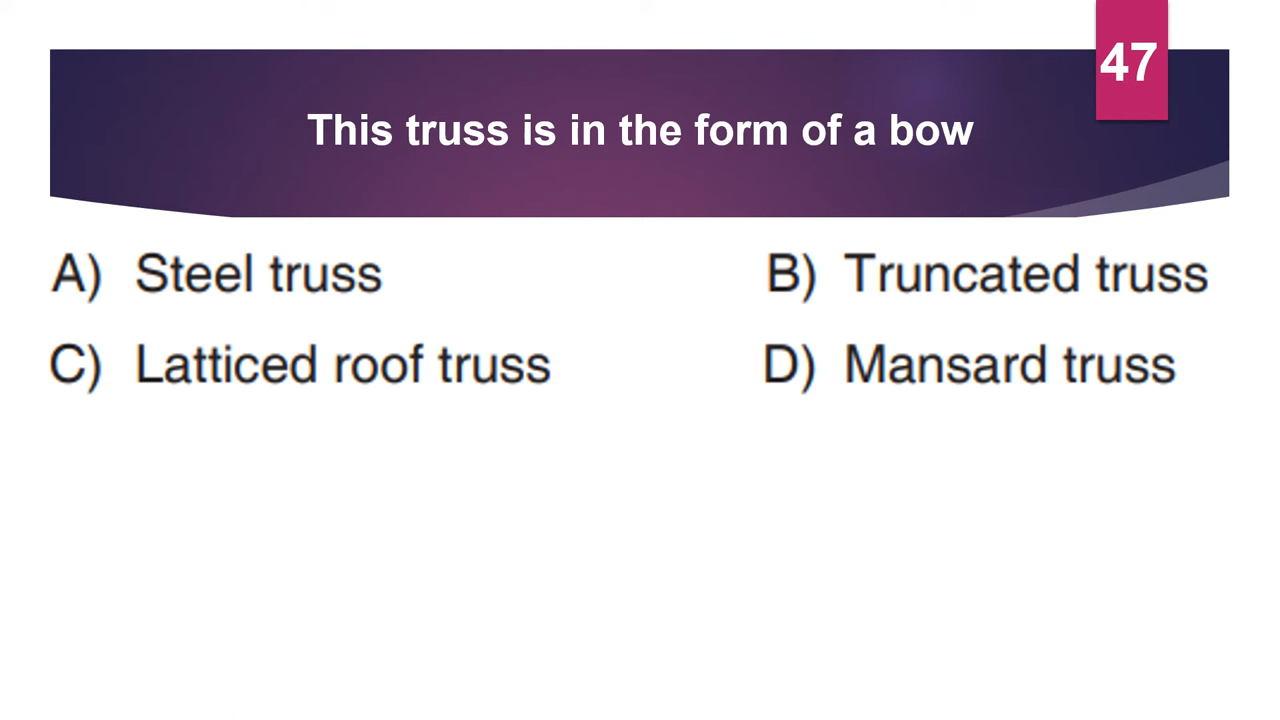 47
This truss is in the form of a bow
A) Steel truss B) Truncated truss
C) Latticed roof truss D) Mansard truss